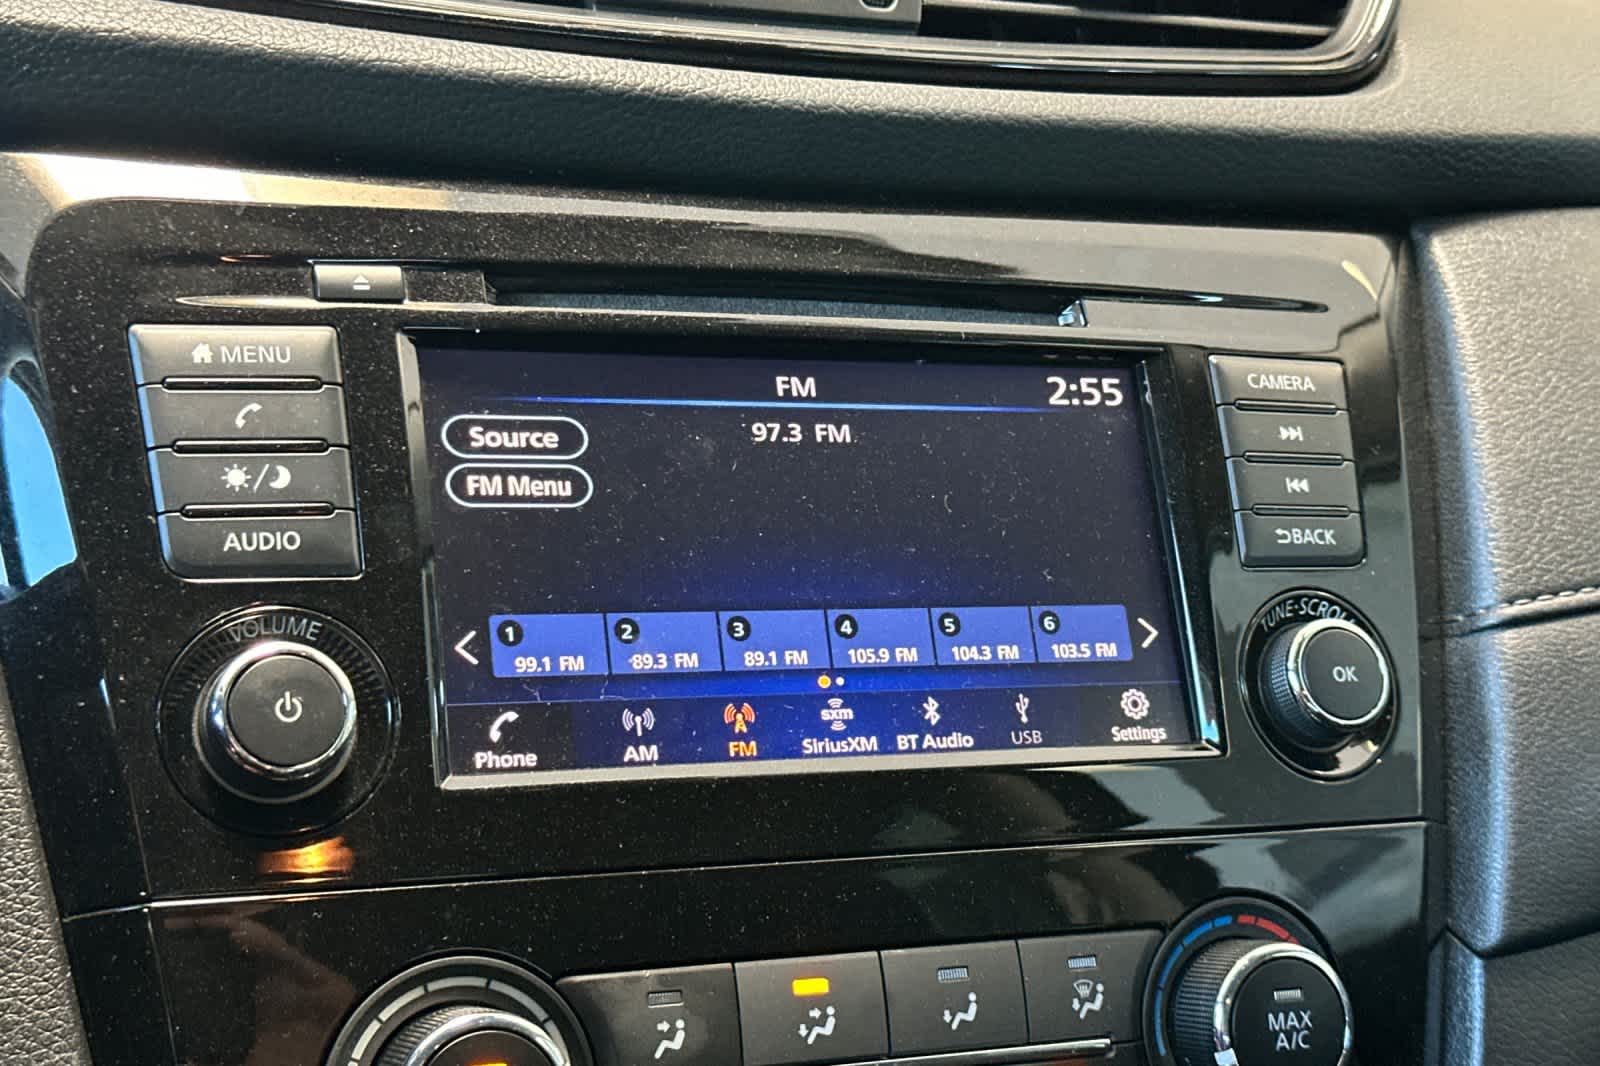 MENU
AUDIO
VOLUME
FM
2:55
Source
97.3 FM
FM Menu
1
99.1 FM
2
89.3 FM
3
89.1 FM
4
105.9 FM
5
104.3 FM
6
103.5 FM
Phone
AM
FM
sxm
SiriusXM
BT Audio
USB
Settings
CAMERA
BACK
TUNE·SCROLL
OK
MAX
A/C